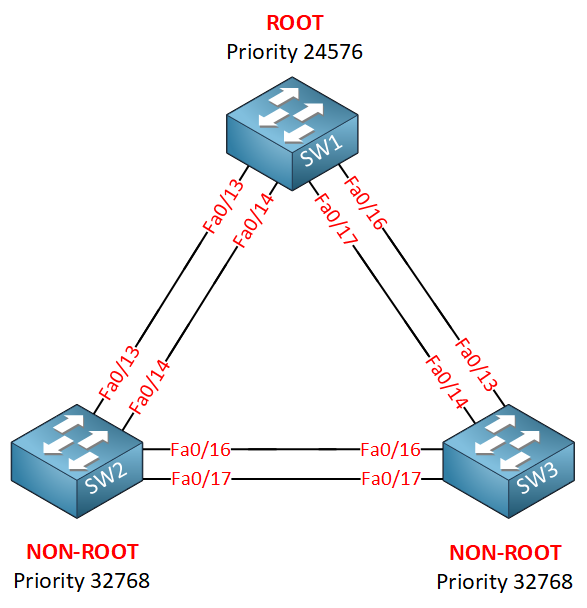 ROOT
Priority 24576
SW1
Fa0/13
Fa0/14
Fa0/17
Fa0/16
Fa0/13
Fa0/14
Fa0/14
Fa0/13
SW2
Fa0/16
Fa0/16
Fa0/17
Fa0/17
SW3
NON-ROOT
Priority 32768
NON-ROOT
Priority 32768